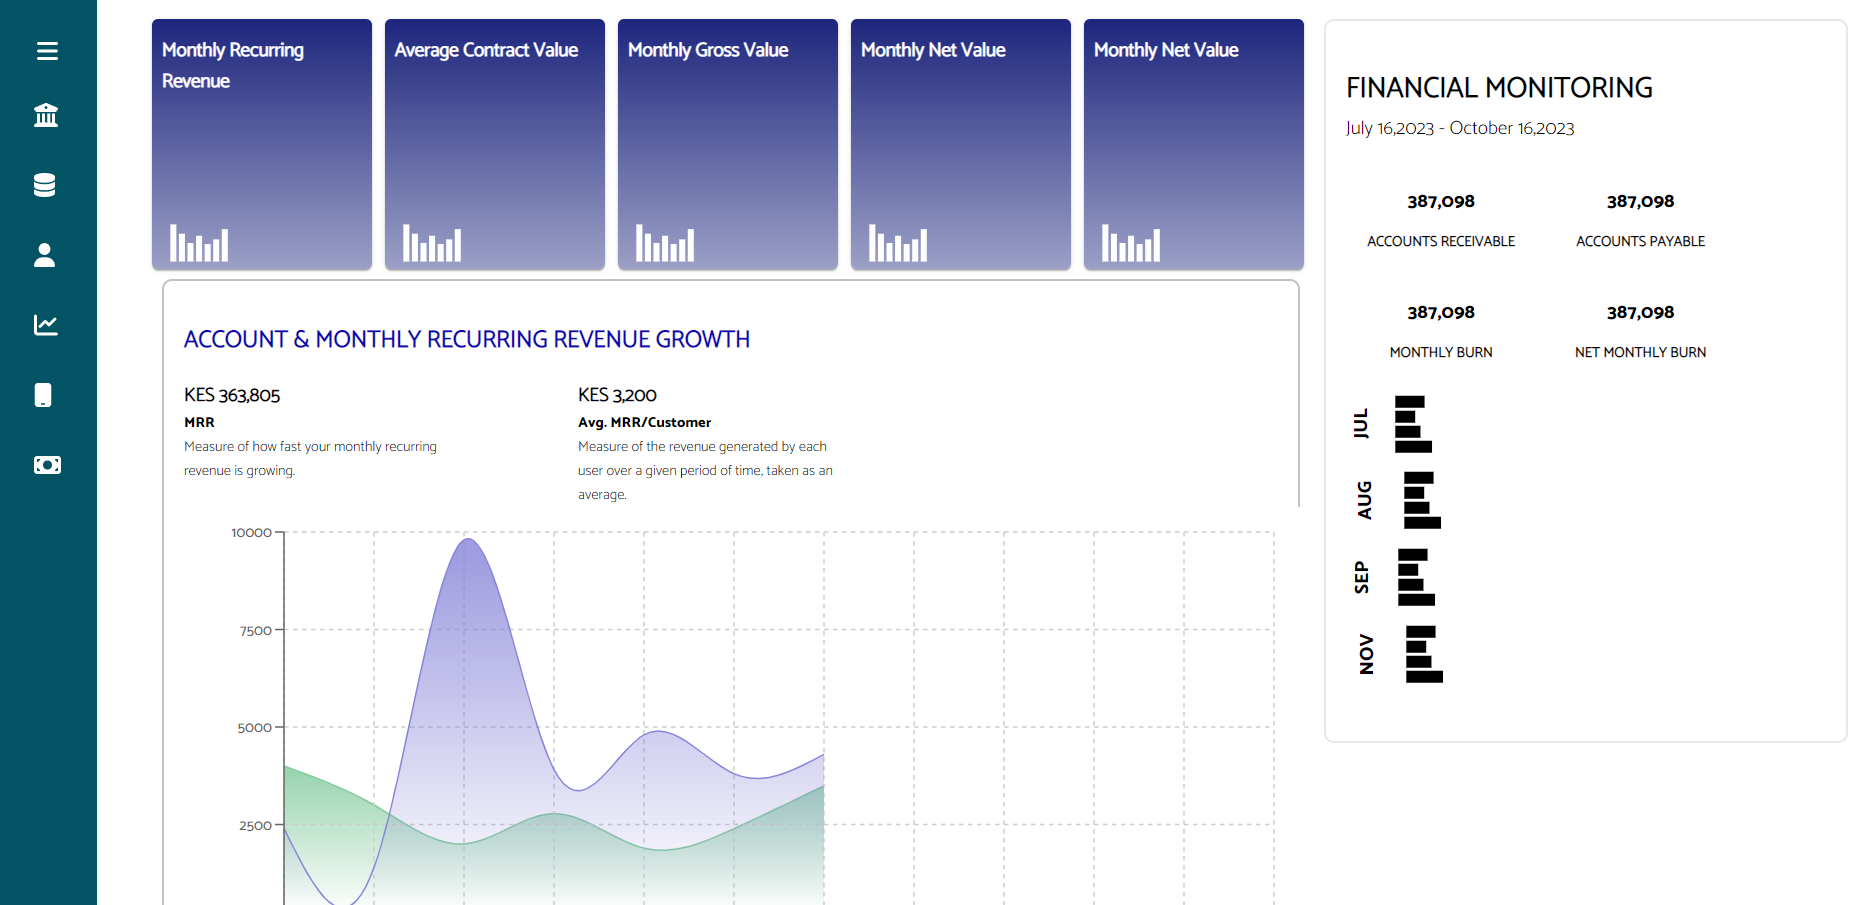 Monthly Recurring
Revenue
Average Contract Value
Monthly Gross Value
Monthly Net Value
Monthly Net Value
ACCOUNT & MONTHLY RECURRING REVENUE GROWTH
KES 363,805
MRR
Measure of how fast your monthly recurring
revenue is growing.
KES 3,200
Avg. MRR/Customer
Measure of the revenue generated by each
user over a given period of time, taken as an
average.
10000
7500
5000
2500
FINANCIAL MONITORING
July 16,2023 - October 16,2023
387,098
ACCOUNTS RECEIVABLE
387,098
ACCOUNTS PAYABLE
387,098
MONTHLY BURN
387,098
NET MONTHLY BURN
JUL
AUG
SEP
NOV